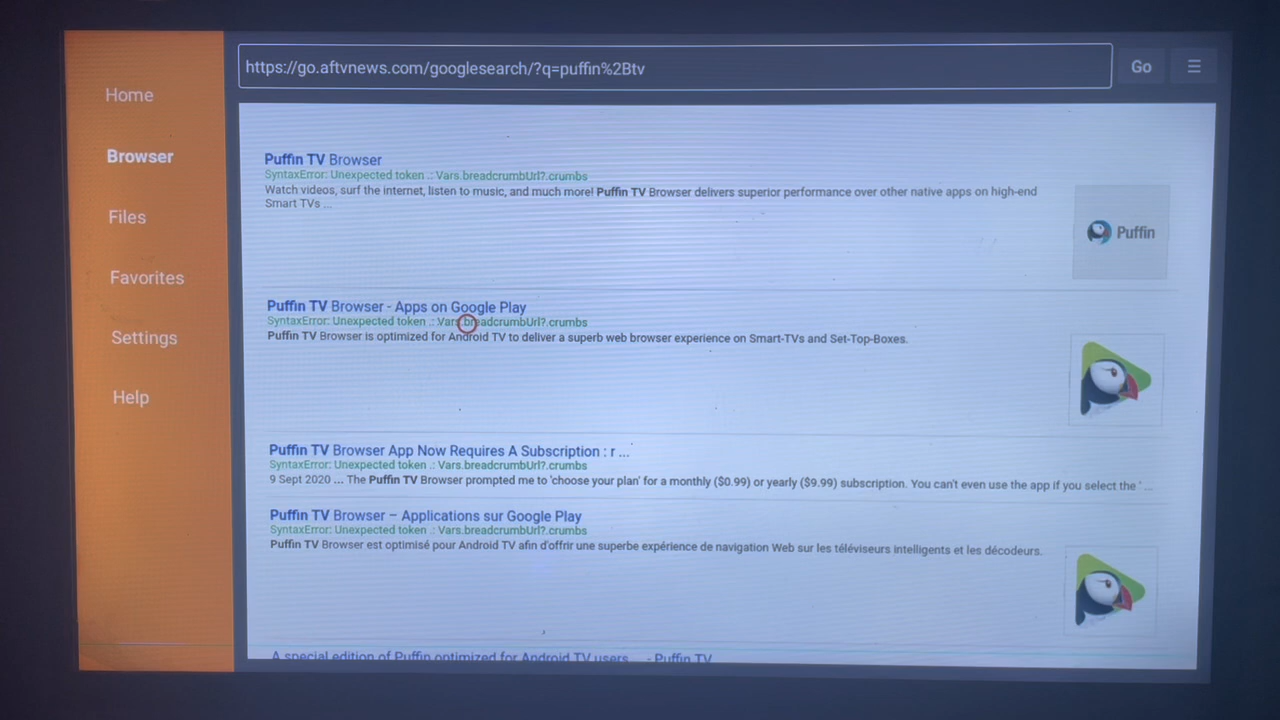 https://go.aftvnews.com/googlesearch/?q=puffin%2Btv
Go
Home
Browser
Files
Favorites
Settings
Help
Puffin TV Browser
SyntaxError: Unexpected token .: Vars.breadcrumbUrl?.crumbs
Watch videos, surf the internet, listen to music, and much more! Puffin TV Browser delivers superior performance over other native apps on high-end
Smart TVs ...
Puffin
Puffin TV Browser - Apps on Google Play
SyntaxError: Unexpected token .: Vars.breadcrumbUrl?.crumbs
Puffin TV Browser is optimized for Android TV to deliver a superb web browser experience on Smart-TVs and Set-Top-Boxes.
Puffin TV Browser App Now Requires A Subscription : r ...
SyntaxError: Unexpected token .: Vars.breadcrumbUrl?.crumbs
9 Sept 2020 ... The Puffin TV Browser prompted me to 'choose your plan' for a monthly ($0.99) or yearly ($9.99) subscription. You can't even use the app if you select the ' ...
Puffin TV Browser – Applications sur Google Play
SyntaxError: Unexpected token .: Vars.breadcrumbUrl?.crumbs
Puffin TV Browser est optimisé pour Android TV afin d'offrir une superbe expérience de navigation Web sur les téléviseurs intelligents et les décodeurs.
A special edition of Puffin optimized for Android TV users ... - Puffin TV